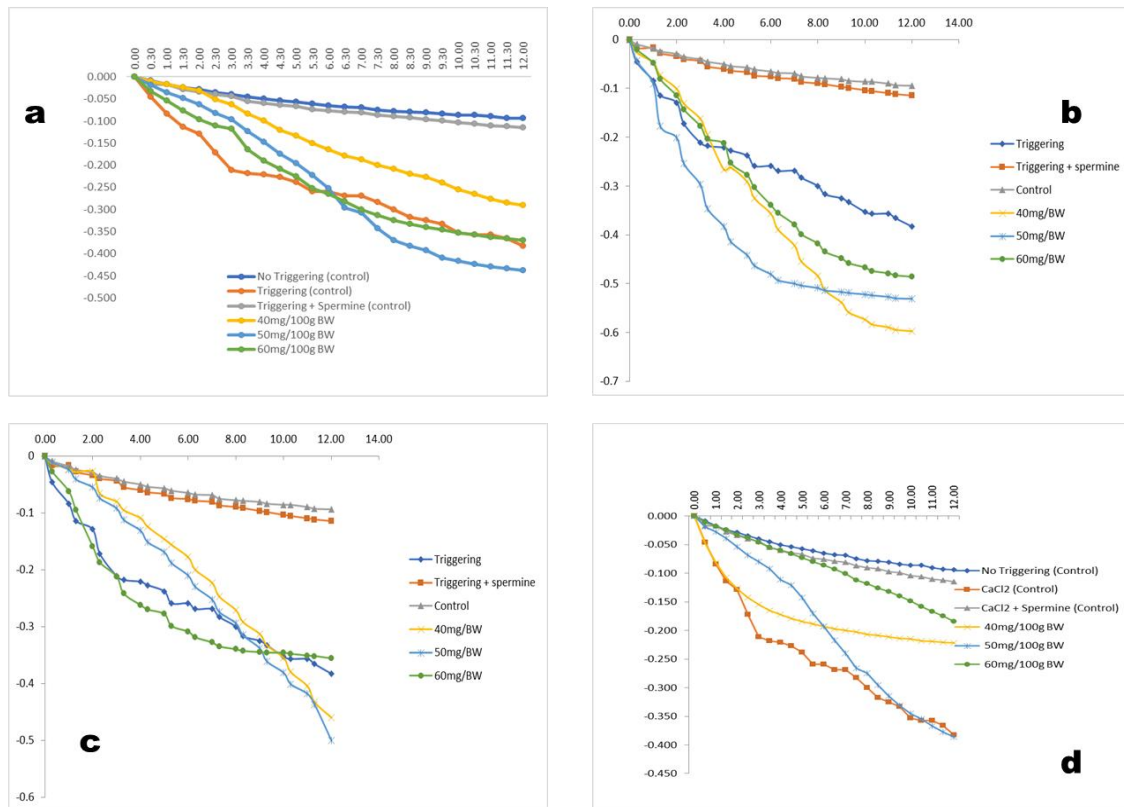 a
0.00 0.30 1.00 1.30 2.00 2.30 3.00 3.30 4.00 4.30 5.00 5.30 6.00 6.30 7.00 7.30 8.00 8.30 9.00 9.30 10.00 10.30 11.00 11.30 12.00
0.000
-0.050
-0.100
-0.150
-0.200
-0.250
-0.300
-0.350
-0.400
-0.450
-0.500
No Triggering (control)
Triggering (control)
Triggering + Spermine (control)
40mg/100g BW
50mg/100g BW
60mg/100g BW
b
0.00 2.00 4.00 6.00 8.00 10.00 12.00 14.00
0
-0.1
-0.2
-0.3
-0.4
-0.5
-0.6
-0.7
Triggering
Triggering + spermine
Control
40mg/BW
50mg/BW
60mg/BW
c
0.00 2.00 4.00 6.00 8.00 10.00 12.00 14.00
0
-0.1
-0.2
-0.3
-0.4
-0.5
-0.6
Triggering
Triggering + spermine
Control
40mg/BW
50mg/BW
60mg/BW
d
0.00 1.00 2.00 3.00 4.00 5.00 6.00 7.00 8.00 9.00 10.00 11.00 12.00
0.000
-0.050
-0.100
-0.150
-0.200
-0.250
-0.300
-0.350
-0.400
-0.450
No Triggering (Control)
CaCl2 (Control)
CaCl2 + Spermine (Control)
40mg/100g BW
50mg/100g BW
60mg/100g BW